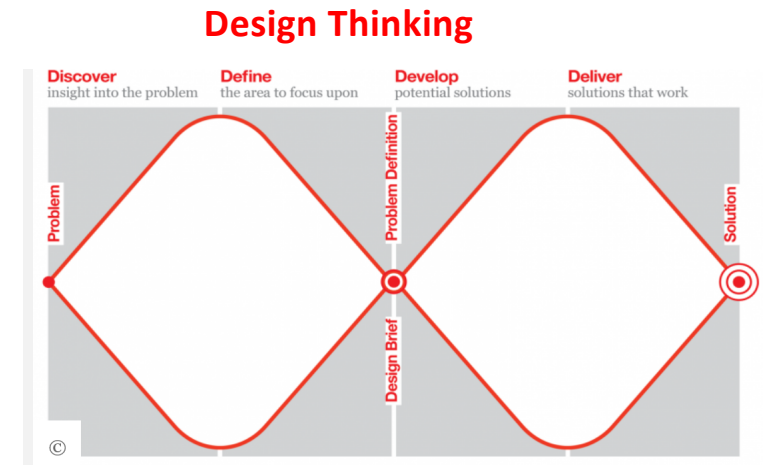 Design Thinking
Discover
insight into the problem
Define
the area to focus upon
Develop
potential solutions
Deliver
solutions that work
Problem
Problem Definition
Design Brief
Solution
©